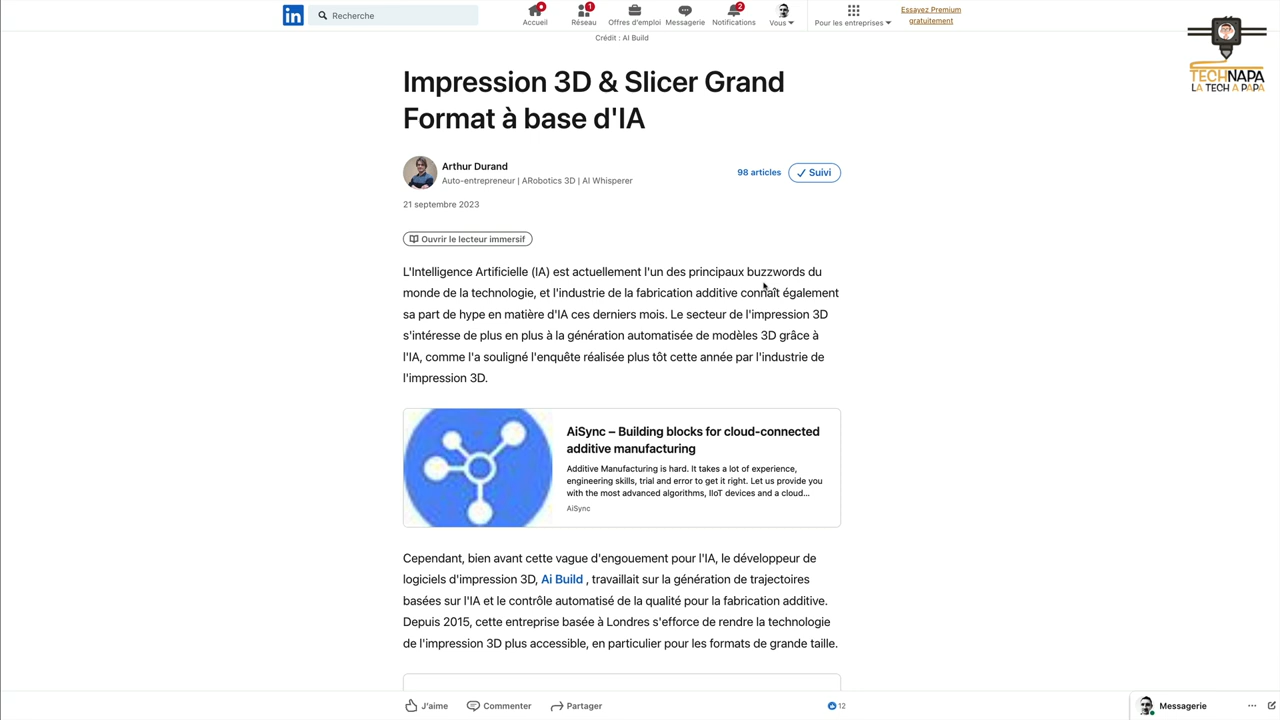 Recherche
Accueil
1
Réseau
Offres d'emploi
Messagerie
2
Notifications
Vous
Pour les entreprises
Essayez Premium
gratuitement
Crédit : AI Build
TECHNAPA
LA TECH A PAPA
Impression 3D & Slicer Grand
Format à base d'IA
Arthur Durand
Auto-entrepreneur | ARobotics 3D | AI Whisperer
98 articles
Suivi
21 septembre 2023
Ouvrir le lecteur immersif
L'Intelligence Artificielle (IA) est actuellement l'un des principaux buzzwords du
monde de la technologie, et l'industrie de la fabrication additive connaît également
sa part de hype en matière d'IA ces derniers mois. Le secteur de l'impression 3D
s'intéresse de plus en plus à la génération automatisée de modèles 3D grâce à
l'IA, comme l'a souligné l'enquête réalisée plus tôt cette année par l'industrie de
l'impression 3D.
AiSync – Building blocks for cloud-connected
additive manufacturing
Additive Manufacturing is hard. It takes a lot of experience,
engineering skills, trial and error to get it right. Let us provide you
with the most advanced algorithms, IIoT devices and a cloud...
AiSync
Cependant, bien avant cette vague d'engouement pour l'IA, le développeur de
logiciels d'impression 3D, Ai Build , travaillait sur la génération de trajectoires
basées sur l'IA et le contrôle automatisé de la qualité pour la fabrication additive.
Depuis 2015, cette entreprise basée à Londres s'efforce de rendre la technologie
de l'impression 3D plus accessible, en particulier pour les formats de grande taille.
J'aime
Commenter
Partager
12
Messagerie